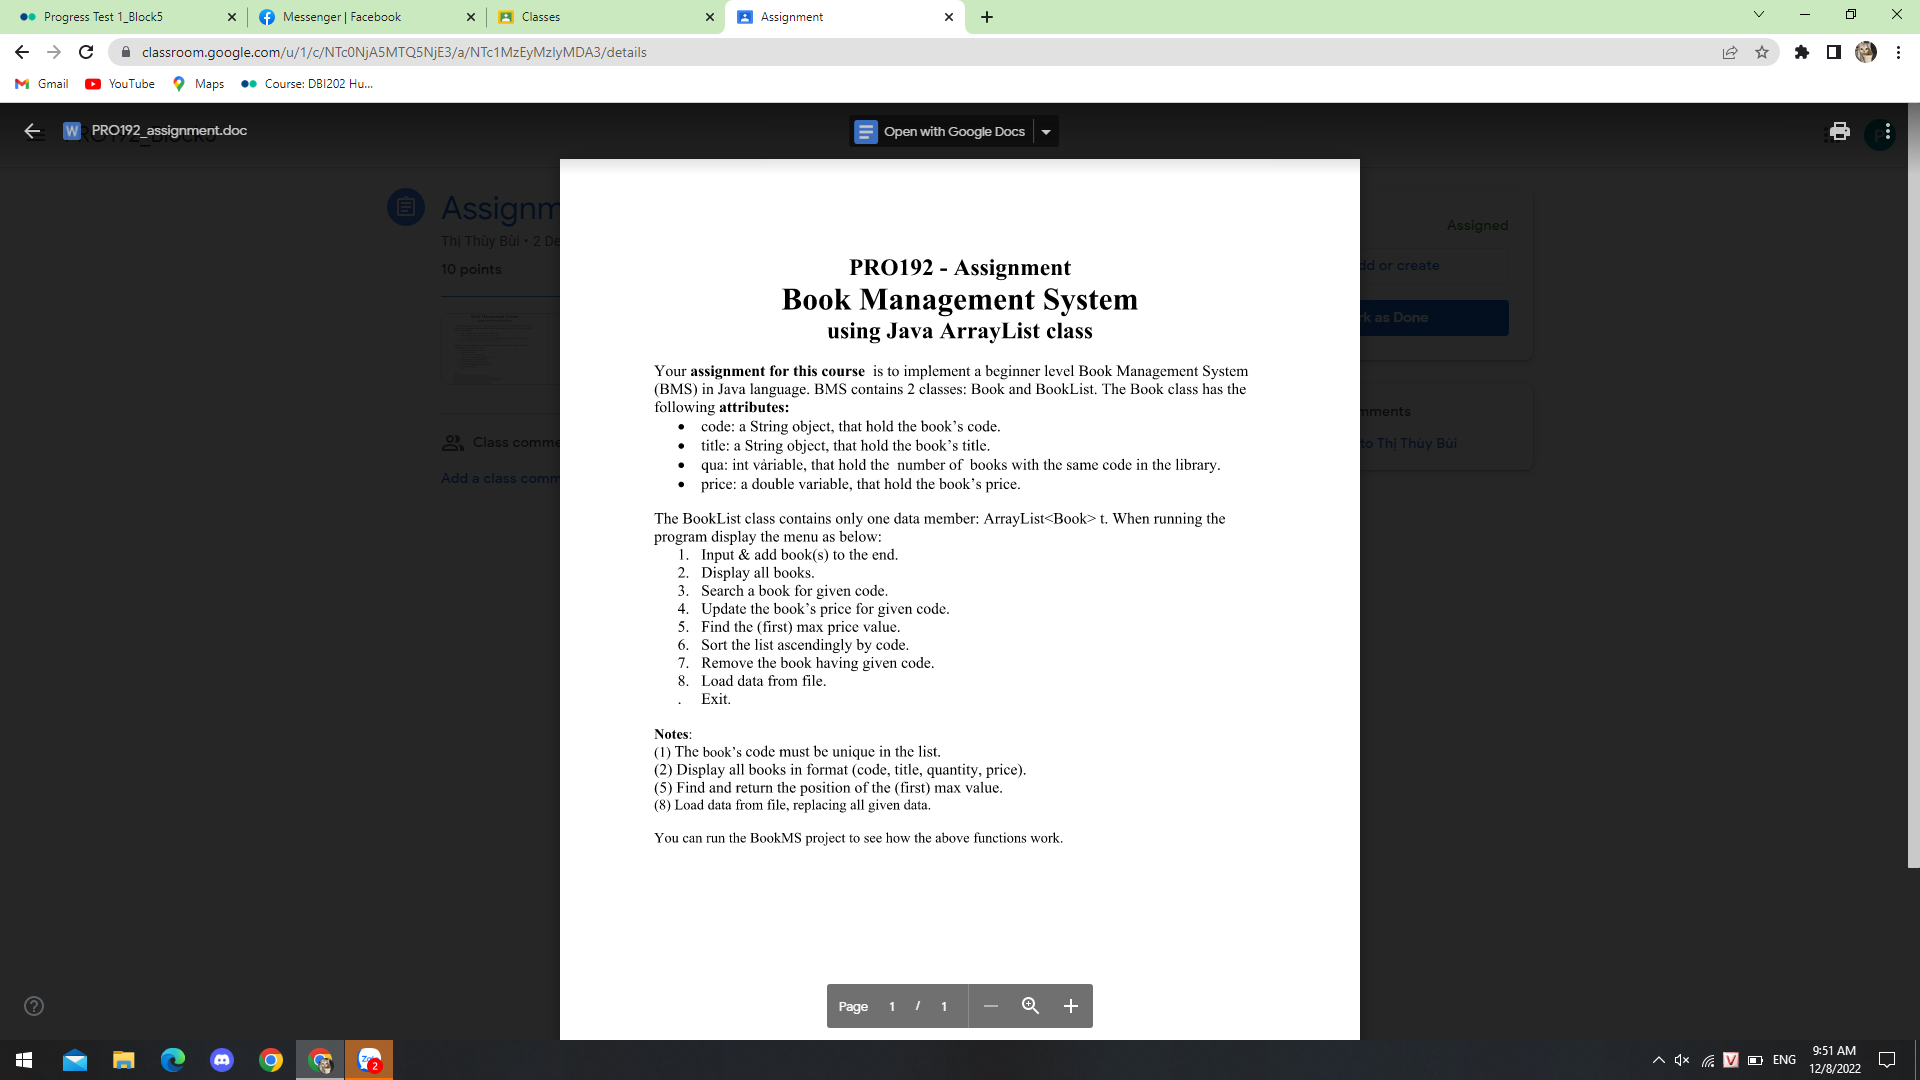 Progress Test 1_Block5
Messenger | Facebook
Classes
Assignment
classroom.google.com/u/1/c/NTc0NjA5MTQ5NjE3/a/NTc1MzEyMzIyMDA3/details
Gmail
YouTube
Maps
Course: DBI202 Hu...
PRO192_assignment.doc
Open with Google Docs
Assignm
Thị Thùy Bùi • 2 De
10 points
Class comme
Add a class comm
Assigned
dd or create
rk as Done
mments
to Thị Thùy Bùi
PRO192 - Assignment
Book Management System
using Java ArrayList class
Your assignment for this course is to implement a beginner level Book Management System
(BMS) in Java language. BMS contains 2 classes: Book and BookList. The Book class has the
following attributes:
• code: a String object, that hold the book’s code.
• title: a String object, that hold the book’s title.
• qua: int vảriable, that hold the number of books with the same code in the library.
• price: a double variable, that hold the book’s price.
The BookList class contains only one data member: ArrayList<Book> t. When running the
program display the menu as below:
1. Input & add book(s) to the end.
2. Display all books.
3. Search a book for given code.
4. Update the book’s price for given code.
5. Find the (first) max price value.
6. Sort the list ascendingly by code.
7. Remove the book having given code.
8. Load data from file.
. Exit.
Notes:
(1) The book’s code must be unique in the list.
(2) Display all books in format (code, title, quantity, price).
(5) Find and return the position of the (first) max value.
(8) Load data from file, replacing all given data.
You can run the BookMS project to see how the above functions work.
Page 1 / 1
ENG
9:51 AM
12/8/2022